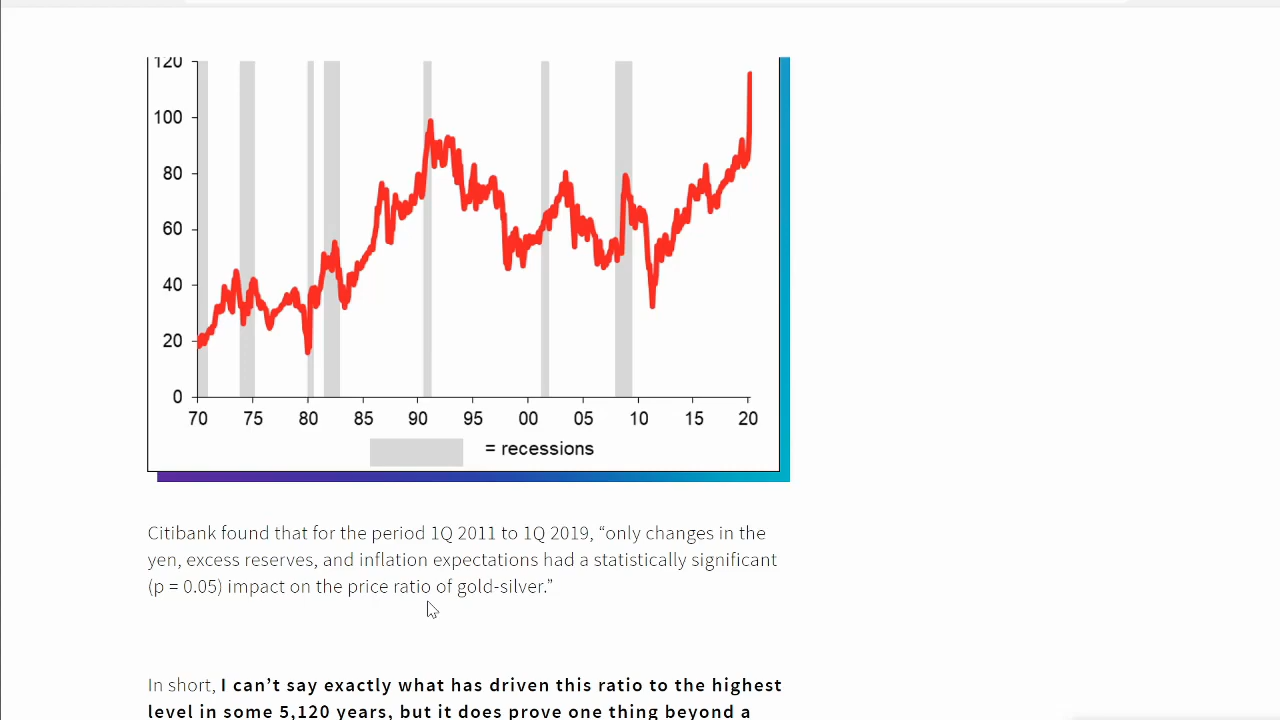 120
100
80
60
40
20
0
70 75 80 85 90 95 00 05 10 15 20
= recessions
Citibank found that for the period 1Q 2011 to 1Q 2019, “only changes in the
yen, excess reserves, and inflation expectations had a statistically significant
(p = 0.05) impact on the price ratio of gold-silver.”
In short, I can’t say exactly what has driven this ratio to the highest
level in some 5,120 years, but it does prove one thing beyond a